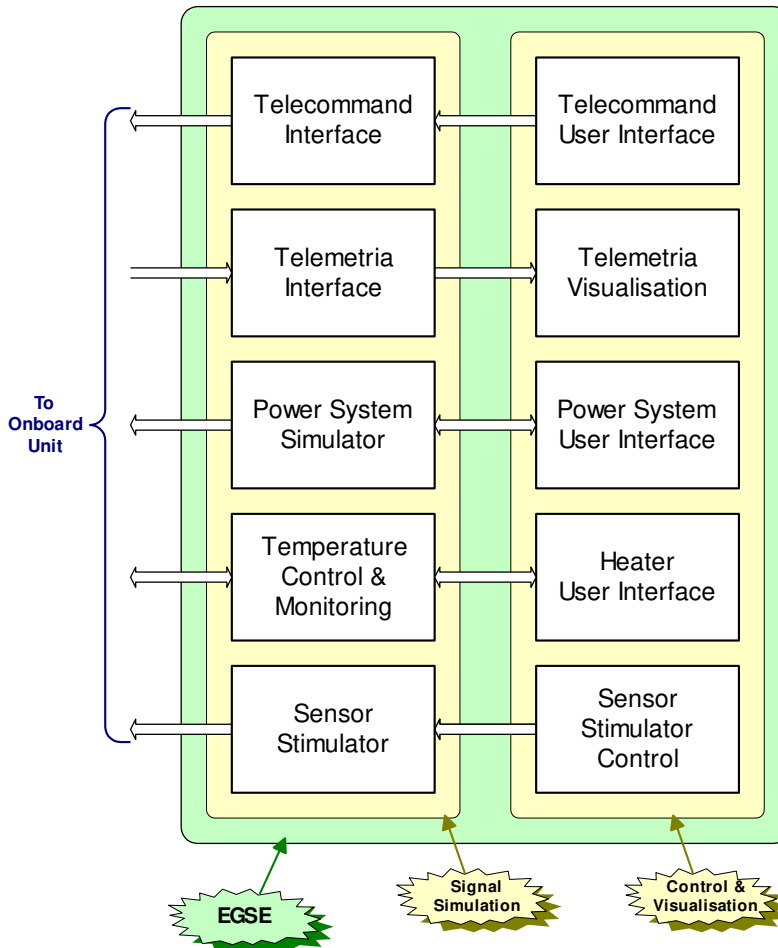 Telecommand
Interface
Telecommand
User Interface
Telemetria
Interface
Telemetria
Visualisation
To
Onboard
Unit
Power System
Simulator
Power System
User Interface
Temperature
Control &
Monitoring
Heater
User Interface
Sensor
Stimulator
Sensor
Stimulator
Control
EGSE
Signal
Simulation
Control &
Visualisation